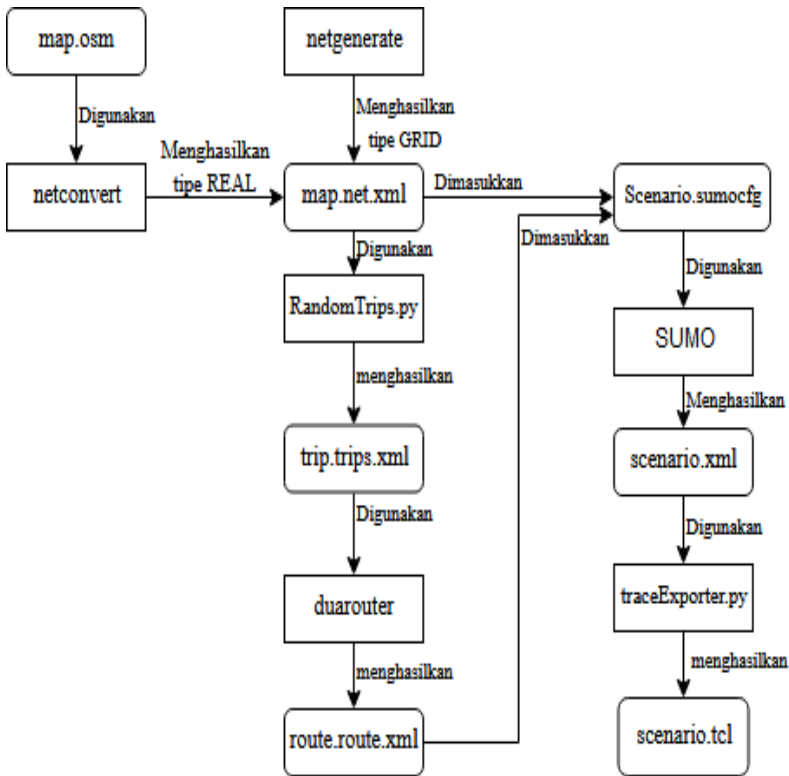 map.osm
netgenerate
Digunakan
Menghasilkan
tipe GRID
Menghasilkan
tipe REAL
netconvert
map.net.xml
Dimasukkan
Scenario.sumocfg
Digunakan
Dimasukkan
Digunakan
RandomTrips.py
SUMO
menghasilkan
Menghasilkan
trip.trips.xml
scenario.xml
Digunakan
Digunakan
duarouter
traceExporter.py
menghasilkan
menghasilkan
route.route.xml
scenario.tcl